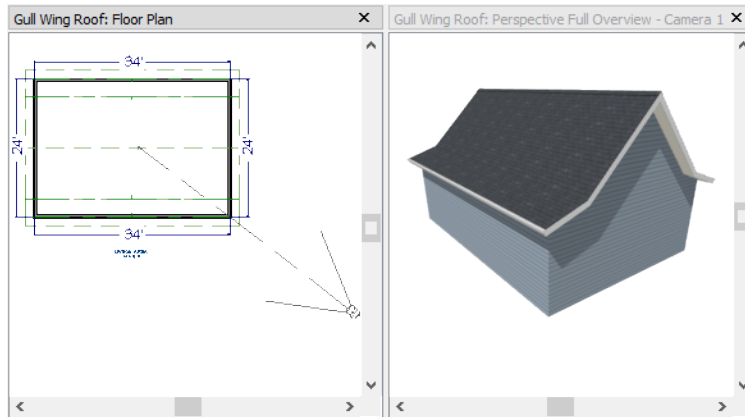 Gull Wing Roof: Floor Plan
34'
24'
24'
34'
Gull Wing Roof: Perspective Full Overview - Camera 1